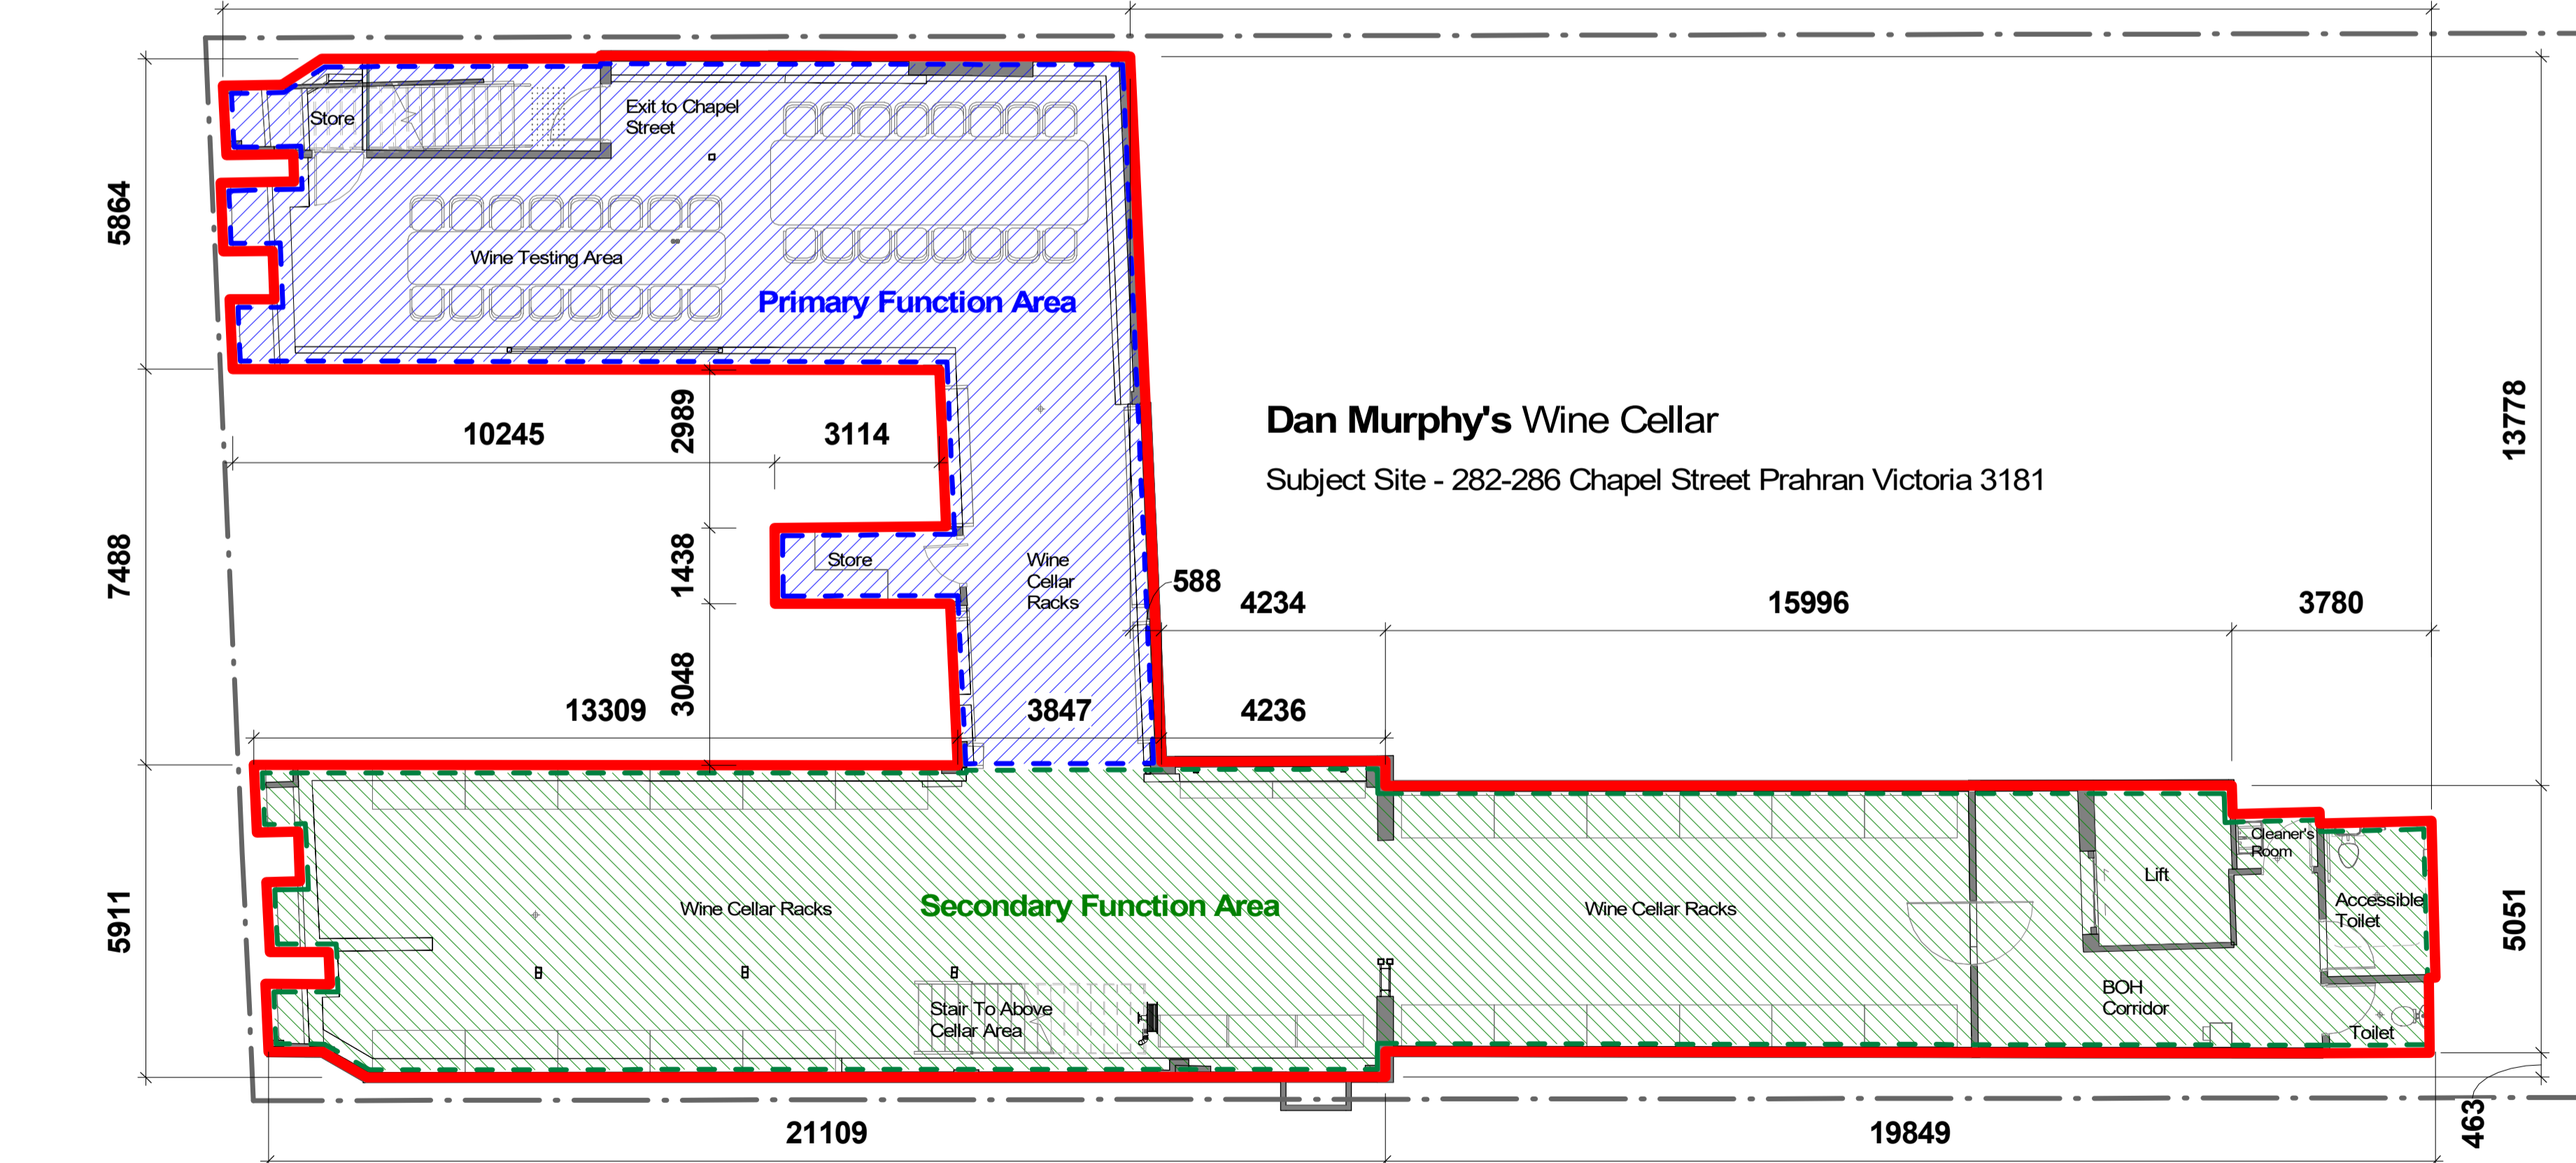 Store
Exit to Chapel
Street
5864
Wine Testing Area
Primary Function Area
2989
10245
3114
Dan Murphy's Wine Cellar
13778
Subject Site - 282-286 Chapel Street Prahran Victoria 3181
7488
1438
Store
Wine
Cellar
Racks
588
4234
15996
3780
3048
13309
3847
4236
Cleaner's
Room
Lift
5911
Wine Cellar Racks
Secondary Function Area
Wine Cellar Racks
Accessible
Toilet
5051
BOH
Corridor
Stair To Above
Cellar Area
Toilet
463
21109
19849